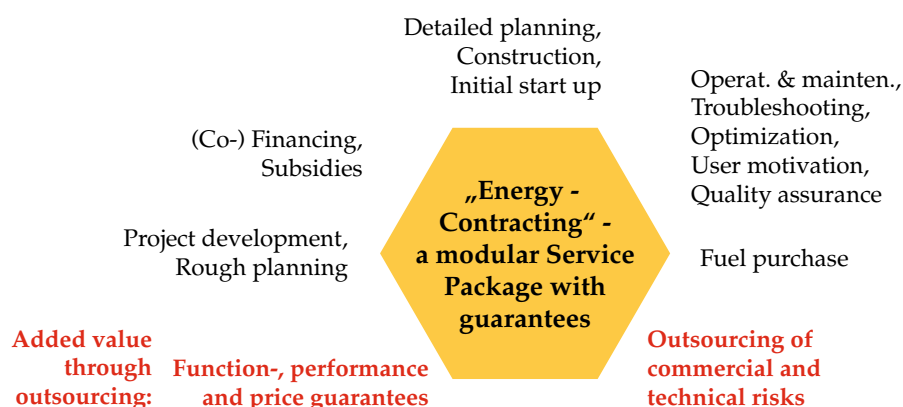 Detailed planning,
Construction,
Initial start up
Operat. & mainten.,
Troubleshooting,
Optimization,
User motivation,
Quality assurance
(Co-) Financing,
Subsidies
„Energy -
Contracting“ -
a modular Service
Package with
guarantees
Project development,
Rough planning
Fuel purchase
Added value
through
outsourcing:
Function-, performance
and price guarantees
Outsourcing of
commercial and
technical risks